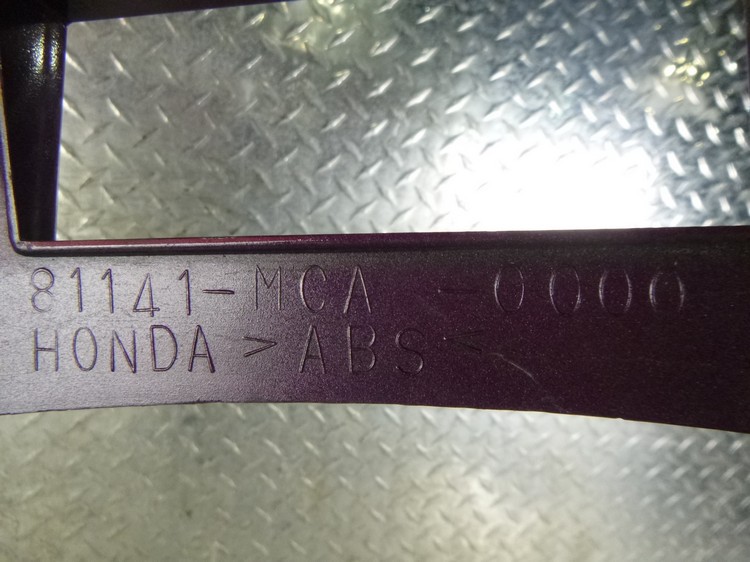 81141-MCA -0000
HONDA >ABS<